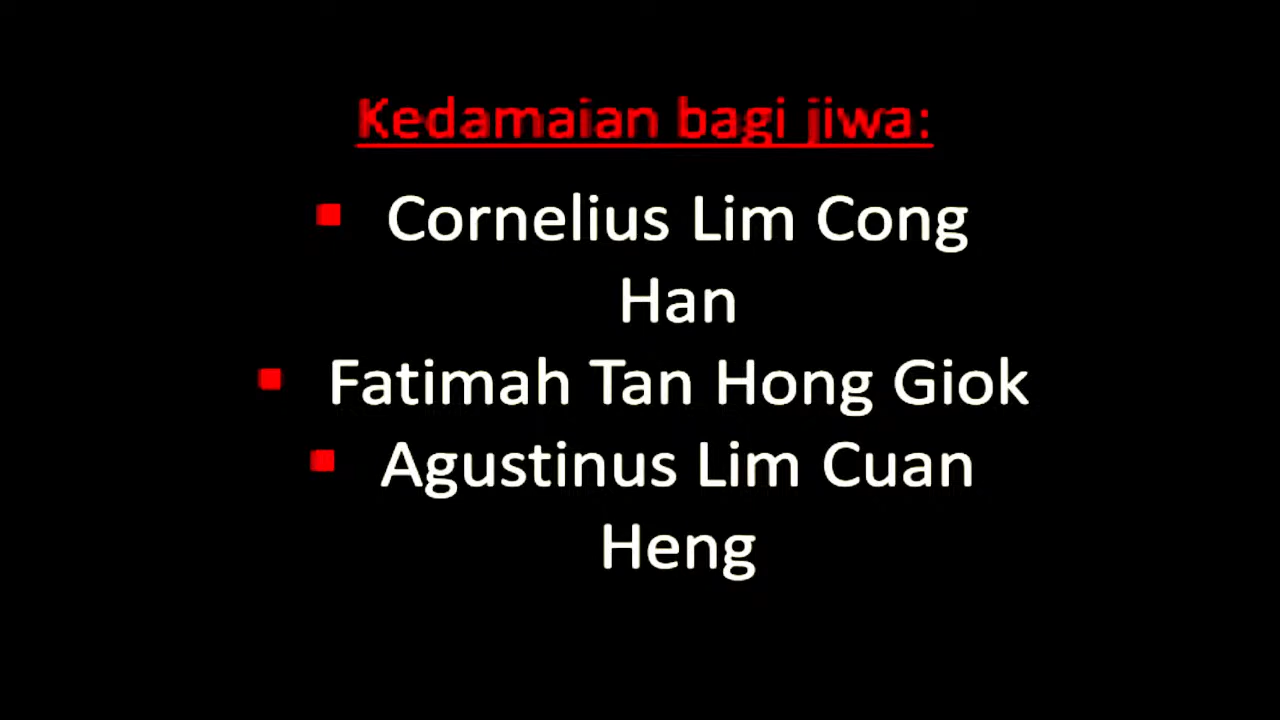 Kedamaian bagi jiwa:
▪ Cornelius Lim Cong
Han
▪ Fatimah Tan Hong Giok
▪ Agustinus Lim Cuan
Heng